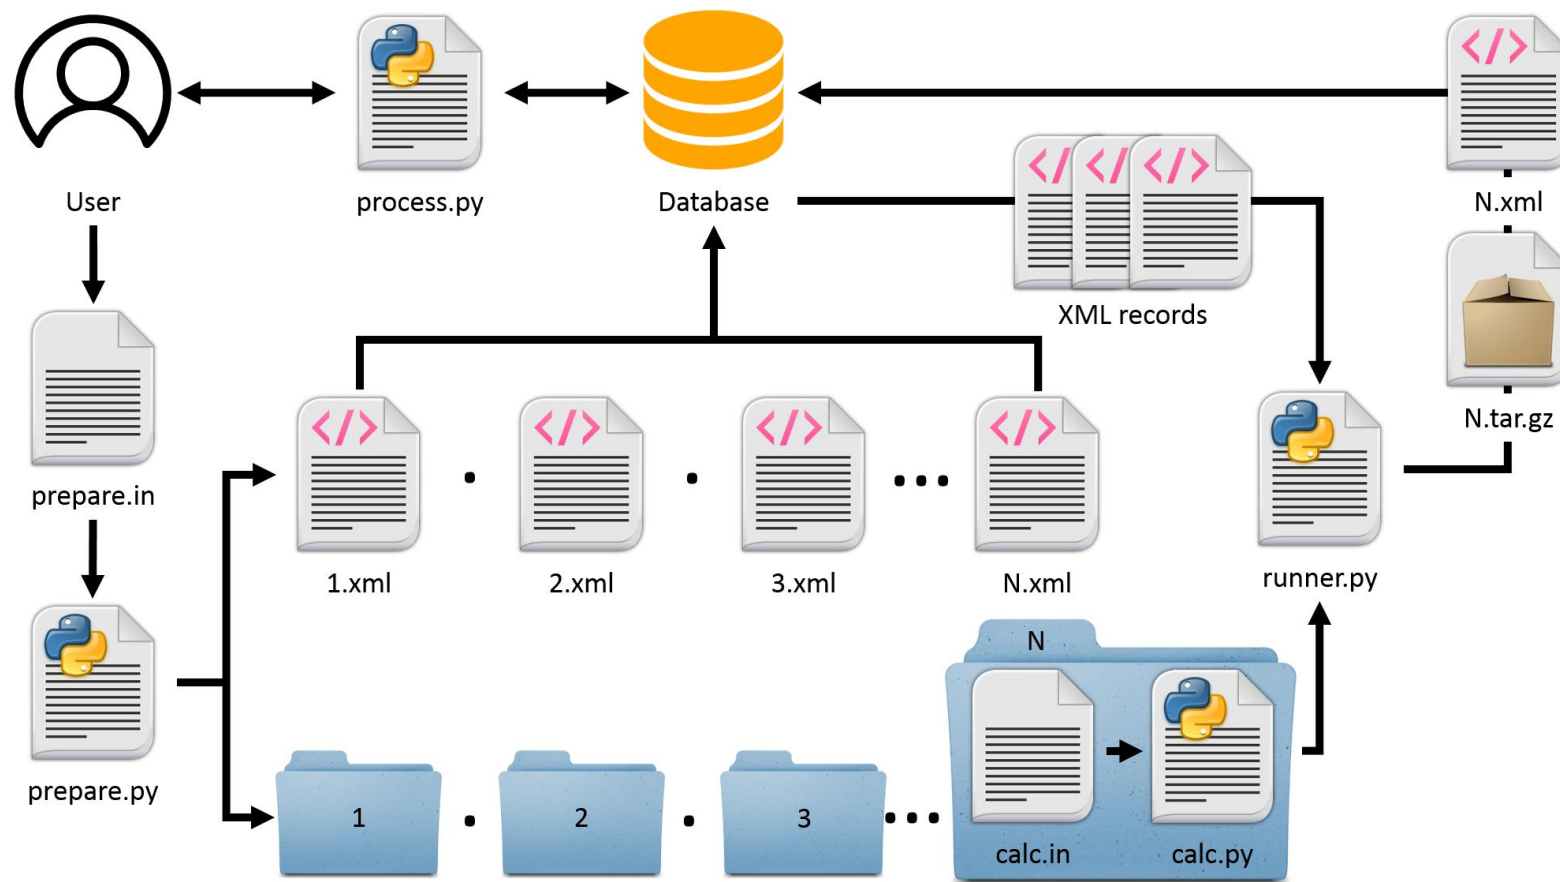 User
process.py
Database
N.xml
XML records
N.tar.gz
prepare.in
1.xml
2.xml
3.xml
N.xml
runner.py
prepare.py
1
2
3
N
calc.in
calc.py